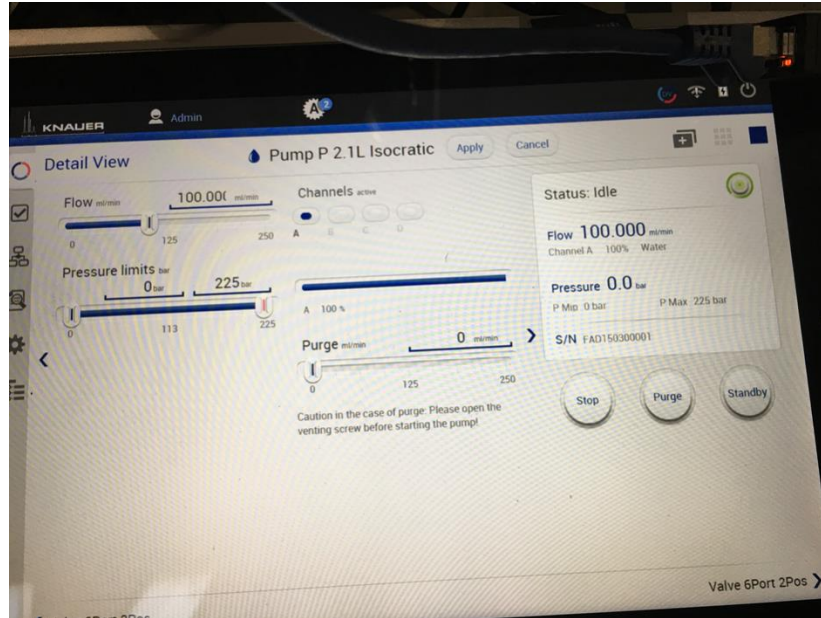 KNAUER
Admin
A 2
Detail View
Pump P 2.1L Isocratic
Apply
Cancel
Flow ml/min 100.00
0 125 250
Pressure limits bar
0 bar 225 bar
0 113 225
Channels active
A B C D
A 100 %
Purge ml/min 0 ml/min
0 125 250
Caution in the case of purge: Please open the
venting screw before starting the pump!
Status: Idle
Flow 100.000 ml/min
Channel A 100% Water
Pressure 0.0 bar
P Min 0 bar P Max 225 bar
S/N FAD150300001
Stop
Purge
Standby
Valve 6Port 2Pos